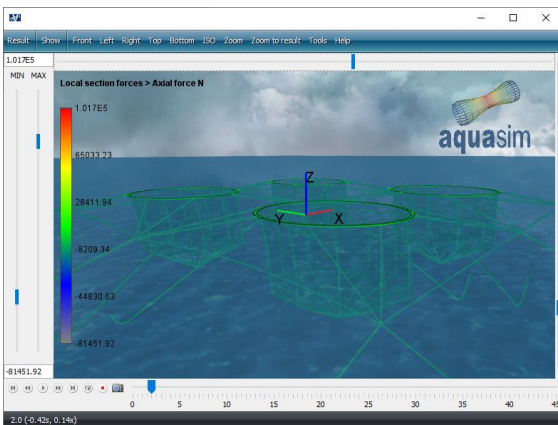 Result Show Front Left Right Top Bottom ISO Zoom Zoom to result Tools Help
1.017E5
MIN MAX
Local section forces > Axial force N
1.017E5
aquasim
65033.23
Z
28411.94
Y X
-8209.34
-44830.63
-81451.92
-81451.92
0 5 10 15 20 25 30 35 40 45
2.0 (-0.42s, 0.14x)